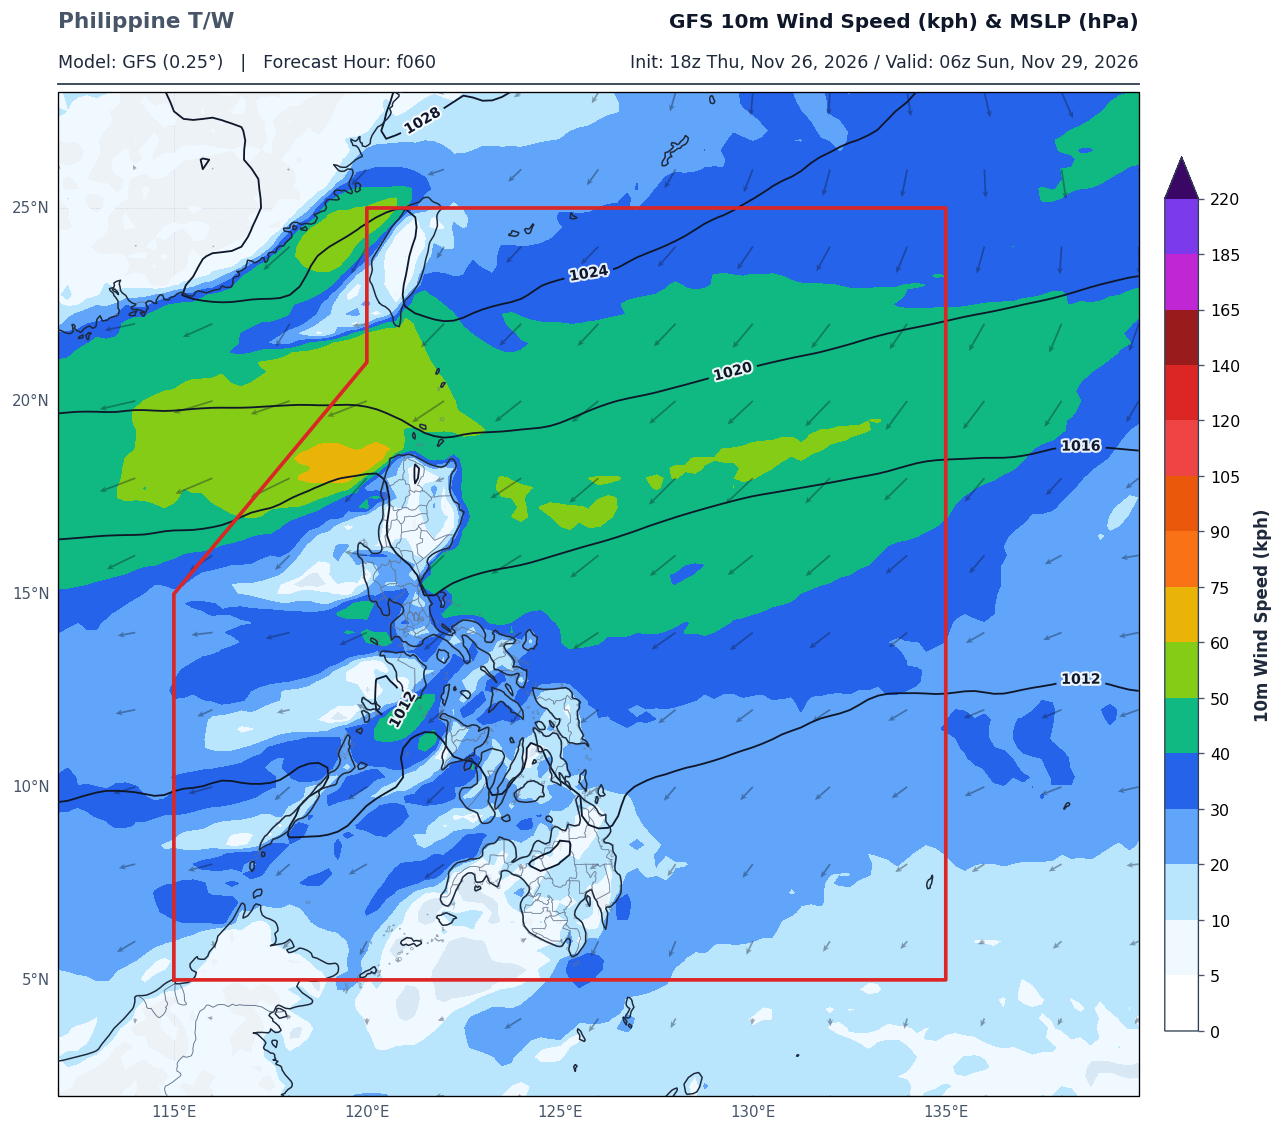 Philippine T/W
GFS 10m Wind Speed (kph) & MSLP (hPa)
Model: GFS (0.25°) | Forecast Hour: f060
Init: 18z Thu, Nov 26, 2026 / Valid: 06z Sun, Nov 29, 2026
1028
1024
1020
1016
1012
1012
25°N
20°N
15°N
10°N
5°N
115°E
120°E
125°E
130°E
135°E
220
185
165
140
120
105
90
75
60
50
40
30
20
10
5
0
10m Wind Speed (kph)